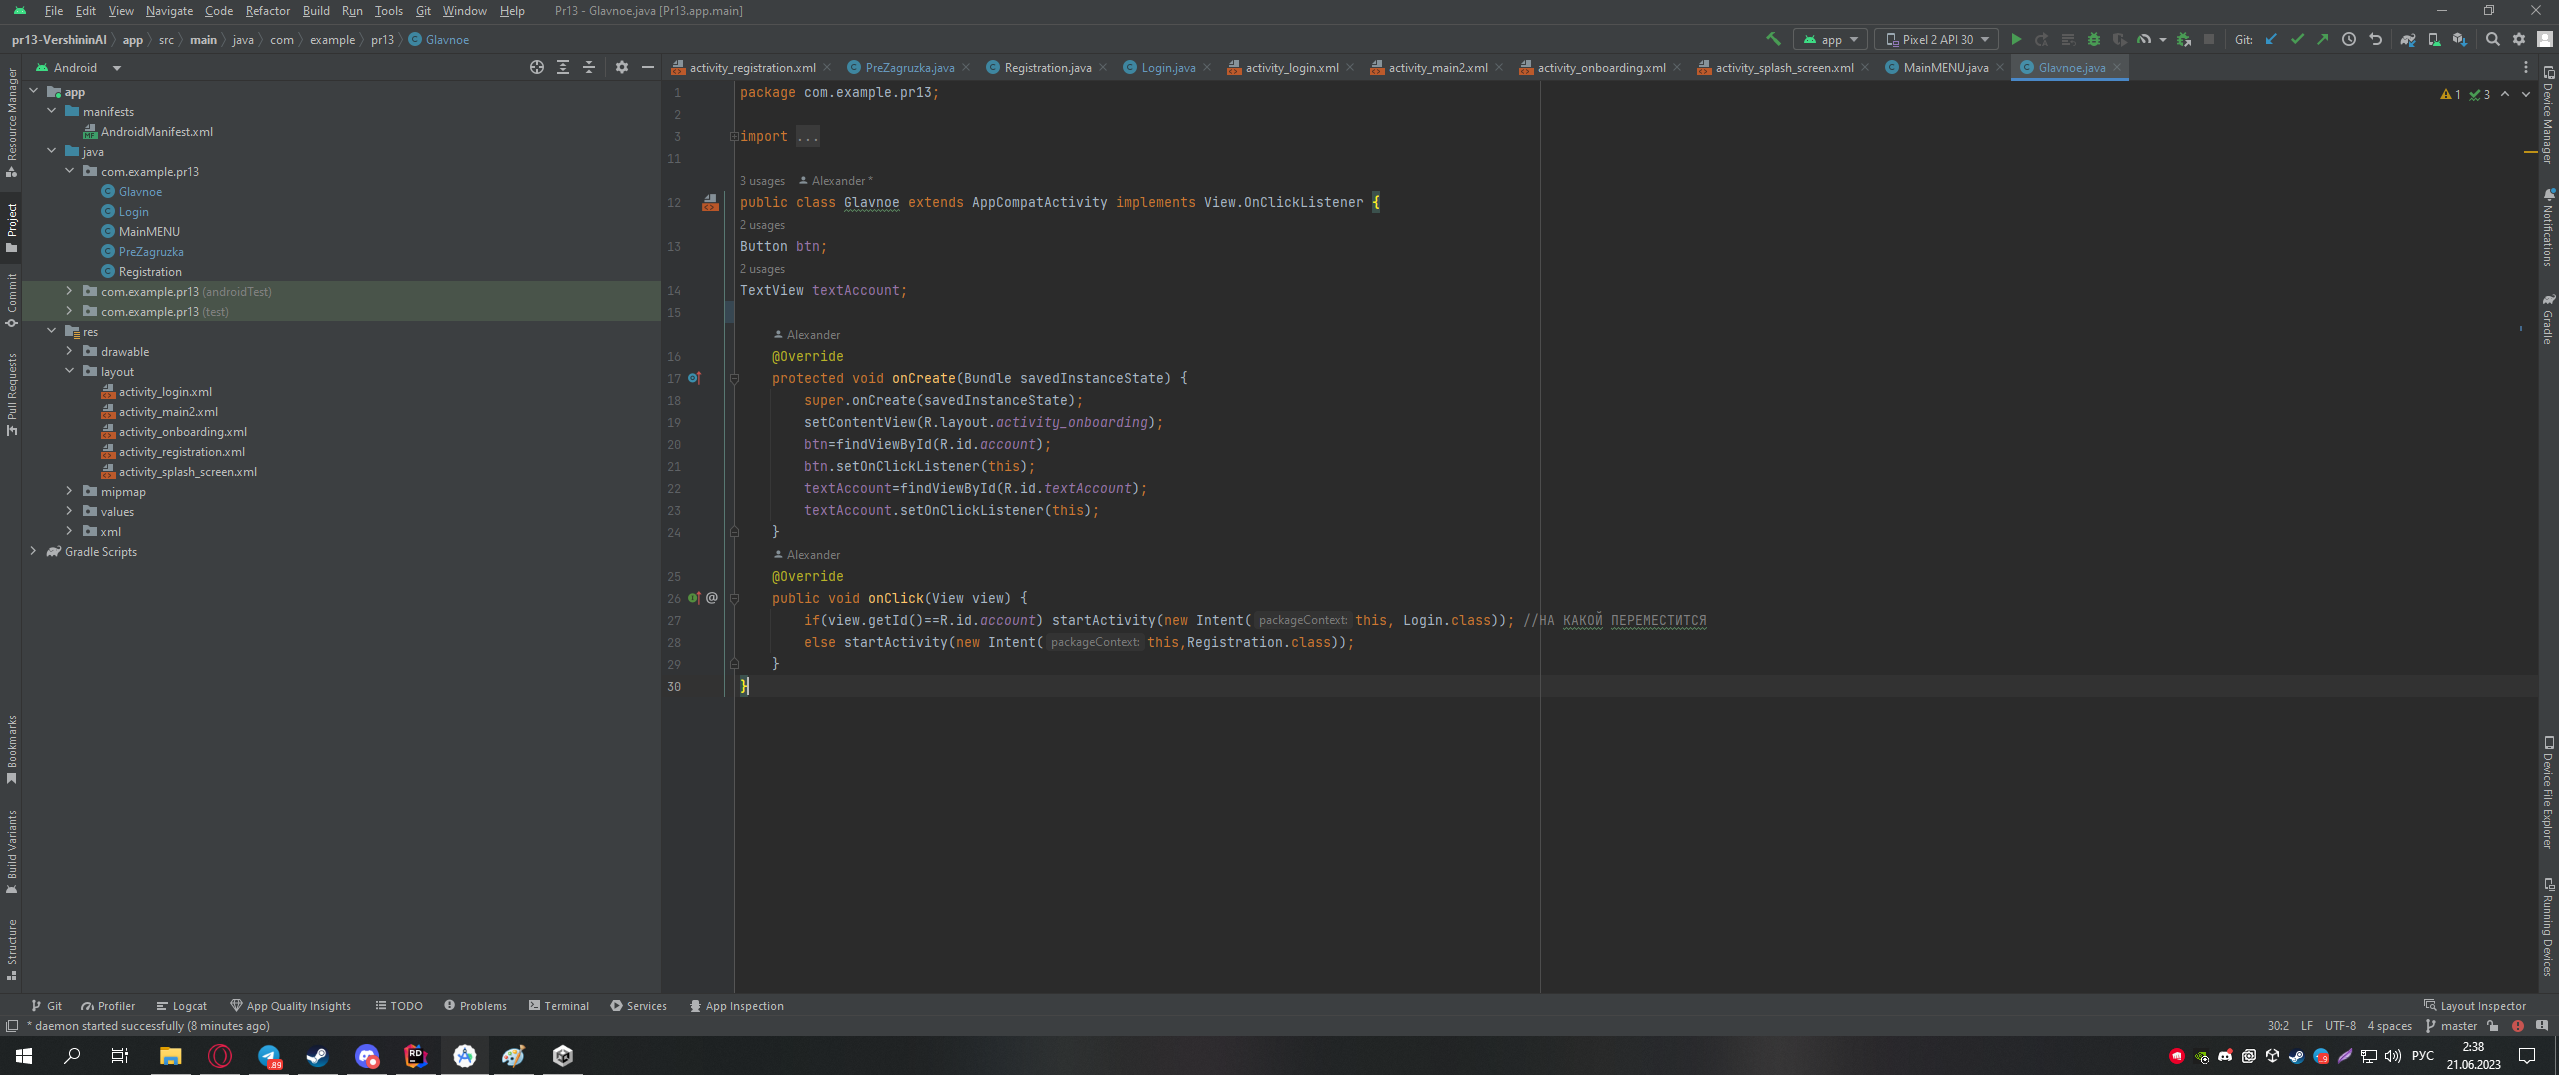 File Edit View Navigate Code Refactor Build Run Tools Git Window Help Pr13 - Glavnoe.java [Pr13.app.main]
pr13-VershininAI app src main java com example pr13 Glavnoe
app Pixel 2 API 30 Git:
Android
activity_registration.xml PreZagruzka.java Registration.java Login.java activity_login.xml activity_main2.xml activity_onboarding.xml activity_splash_screen.xml MainMENU.java Glavnoe.java
Resource Manager
Project
Commit
Pull Requests
Bookmarks
Build Variants
Structure
app
manifests
AndroidManifest.xml
java
com.example.pr13
Glavnoe
Login
MainMENU
PreZagruzka
Registration
com.example.pr13 (androidTest)
com.example.pr13 (test)
res
drawable
layout
activity_login.xml
activity_main2.xml
activity_onboarding.xml
activity_registration.xml
activity_splash_screen.xml
mipmap
values
xml
Gradle Scripts
1 package com.example.pr13;
2
3 import ...
11
3 usages Alexander *
12 public class Glavnoe extends AppCompatActivity implements View.OnClickListener {
2 usages
13 Button btn;
2 usages
14 TextView textAccount;
15
Alexander
16 @Override
17 protected void onCreate(Bundle savedInstanceState) {
18 super.onCreate(savedInstanceState);
19 setContentView(R.layout.activity_onboarding);
20 btn=findViewById(R.id.account);
21 btn.setOnClickListener(this);
22 textAccount=findViewById(R.id.textAccount);
23 textAccount.setOnClickListener(this);
24 }
Alexander
25 @Override
26 @ public void onClick(View view) {
27 if(view.getId()==R.id.account) startActivity(new Intent( packageContext: this, Login.class)); //НА КАКОЙ ПЕРЕМЕСТИТСЯ
28 else startActivity(new Intent( packageContext: this,Registration.class));
29 }
30 }
1 3
Device Manager
Notifications
Gradle
Device File Explorer
Running Devices
Git Profiler Logcat App Quality Insights TODO Problems Terminal Services App Inspection Layout Inspector
* daemon started successfully (8 minutes ago) 30:2 LF UTF-8 4 spaces master
89 RD РУС 2:38
21.06.2023